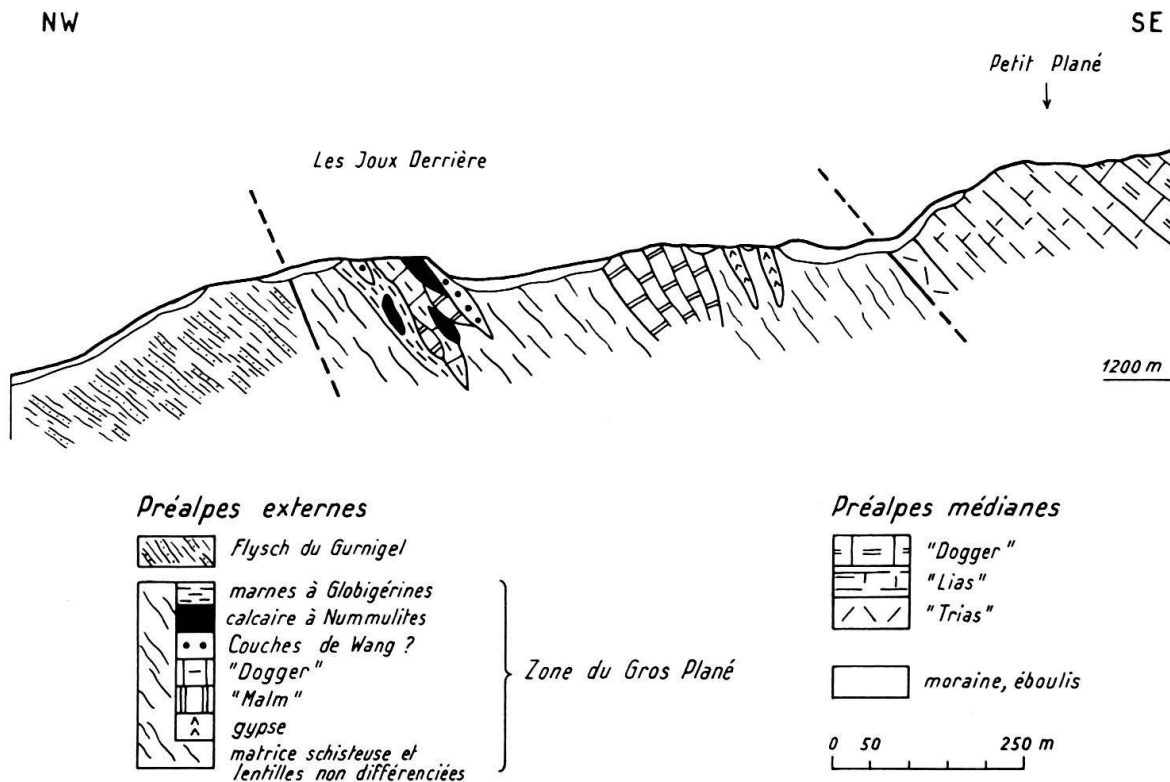 NW
SE
Petit Plané
Les Joux Derrière
1200 m
Préalpes externes
Flysch du Gurnigel
marnes à Globigérines
calcaire à Nummulites
Couches de Wang ?
"Dogger"
"Malm"
gypse
matrice schisteuse et
lentilles non différenciées
Zone du Gros Plané
Préalpes médianes
"Dogger"
"Lias"
"Trias"
moraine, éboulis
0 50 250 m